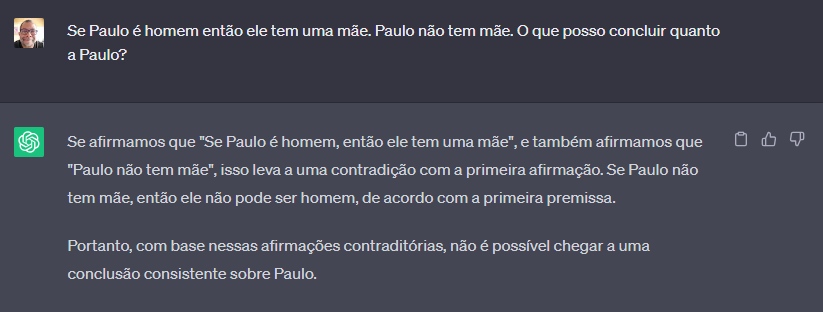 Se Paulo é homem então ele tem uma mãe. Paulo não tem mãe. O que posso concluir quanto
a Paulo?
Se afirmamos que "Se Paulo é homem, então ele tem uma mãe", e também afirmamos que
"Paulo não tem mãe", isso leva a uma contradição com a primeira afirmação. Se Paulo não
tem mãe, então ele não pode ser homem, de acordo com a primeira premissa.
Portanto, com base nessas afirmações contraditórias, não é possível chegar a uma
conclusão consistente sobre Paulo.